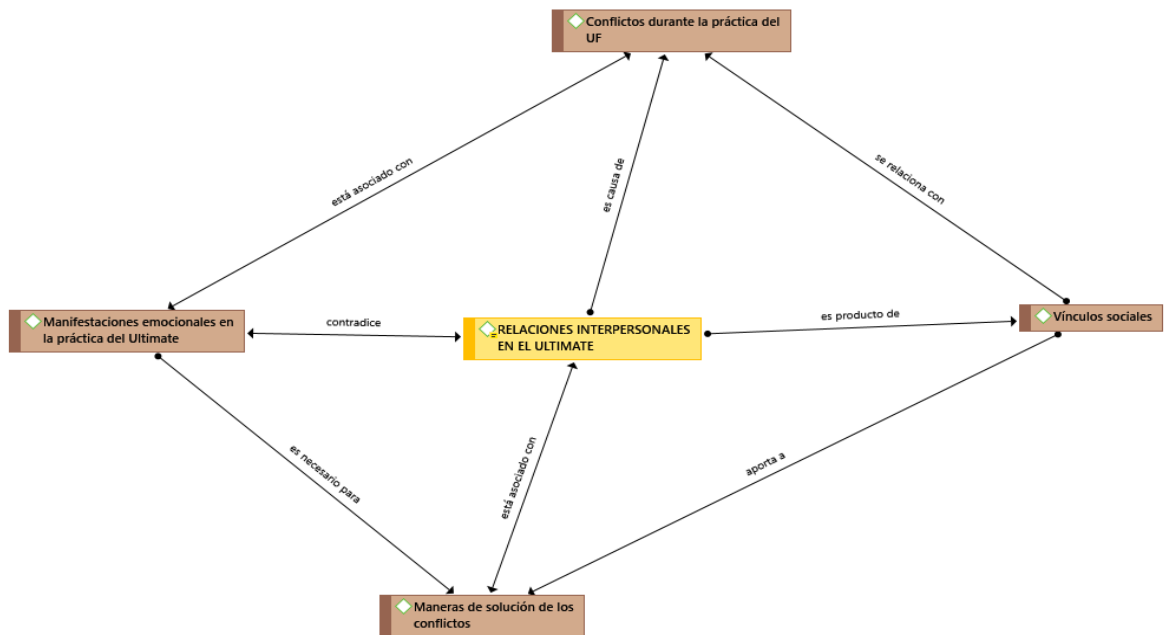 Conflictos durante la práctica del
UF
está asociado con
es causa de
se relaciona con
Manifestaciones emocionales en
la práctica del Ultimate
contradice
RELACIONES INTERPERSONALES
EN EL ULTIMATE
es producto de
Vínculos sociales
es necesario para
está asociado con
aporta a
Maneras de solución de los
conflictos